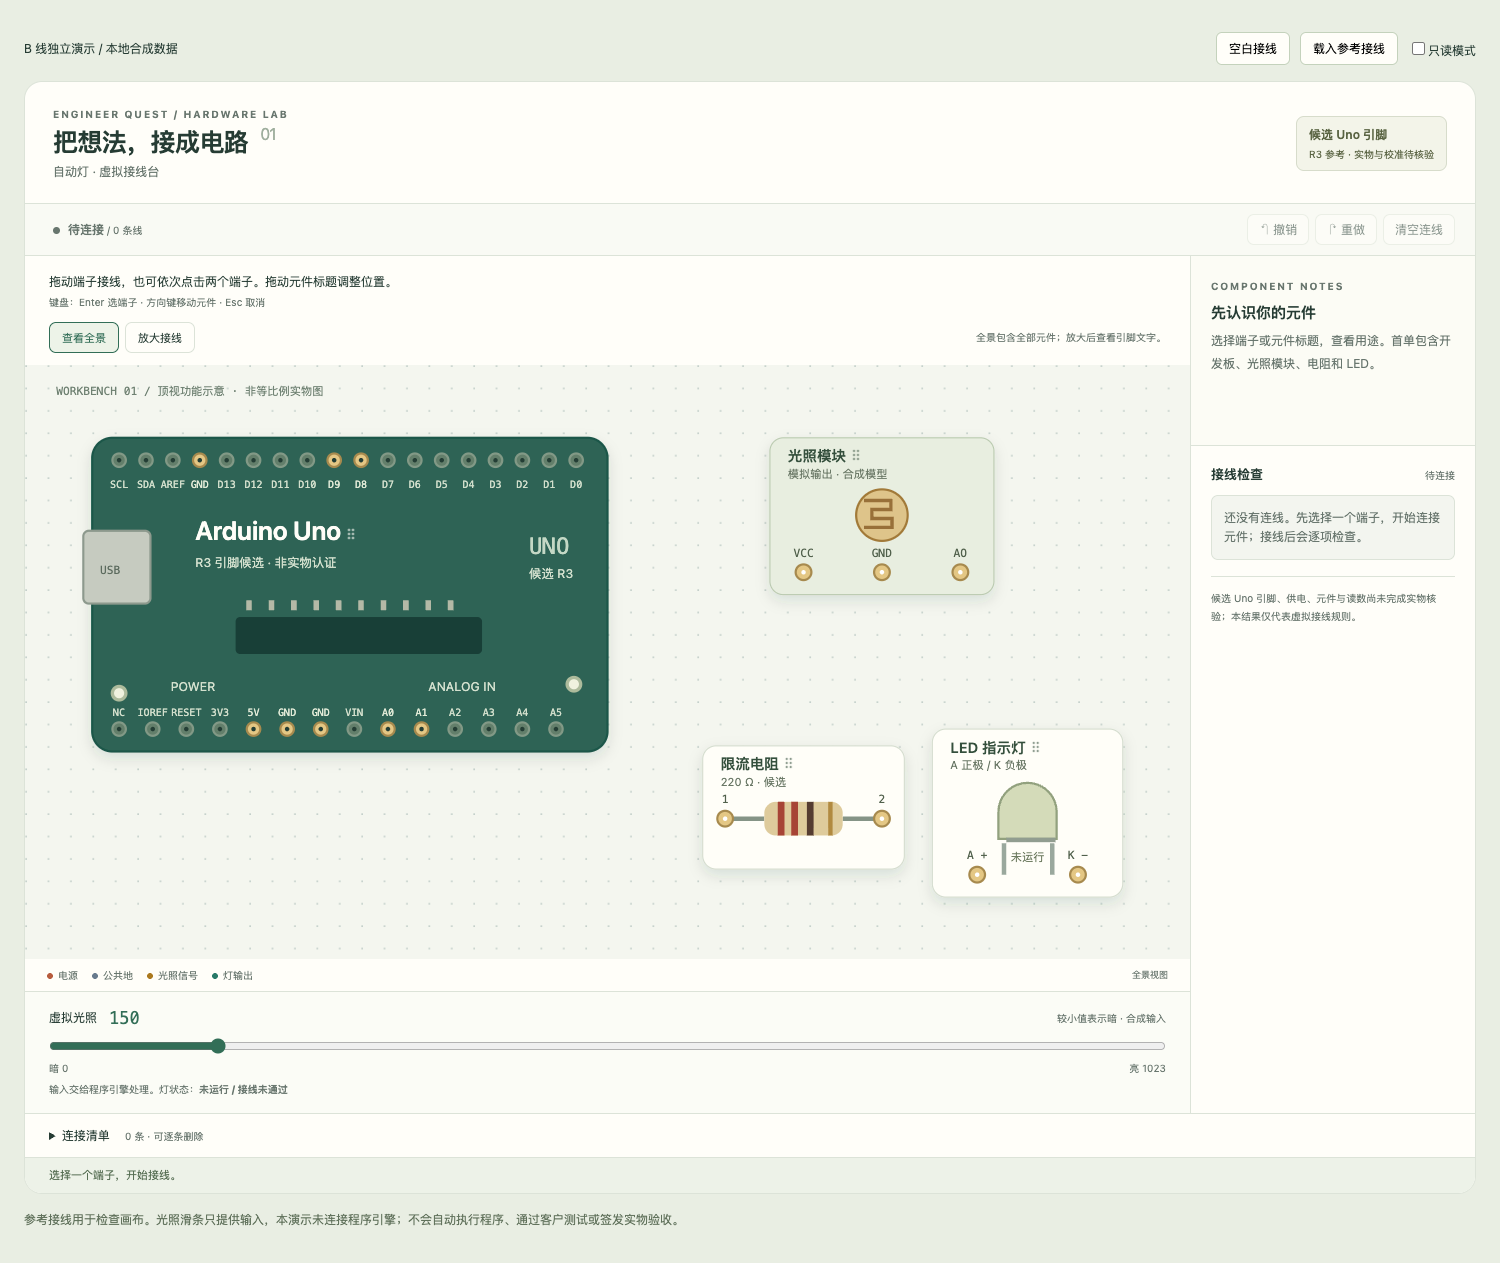 B 线独立演示 / 本地合成数据
空白接线
载入参考接线
只读模式
ENGINEER QUEST / HARDWARE LAB
把想法，接成电路 01
自动灯 · 虚拟接线台
候选 Uno 引脚
R3 参考 · 实物与校准待核验
待连接 / 0 条线
撤销
重做
清空连线
拖动端子接线，也可依次点击两个端子。拖动元件标题调整位置。
键盘：Enter 选端子 · 方向键移动元件 · Esc 取消
查看全景
放大接线
全景包含全部元件；放大后查看引脚文字。
WORKBENCH 01 / 顶视功能示意 · 非等比例实物图
SCL SDA AREF GND D13 D12 D11 D10 D9 D8 D7 D6 D5 D4 D3 D2 D1 D0
Arduino Uno
R3 引脚候选 · 非实物认证
UNO
候选 R3
USB
POWER
ANALOG IN
NC IOREF RESET 3V3 5V GND GND VIN A0 A1 A2 A3 A4 A5
光照模块
模拟输出 · 合成模型
VCC GND AO
限流电阻
220 Ω · 候选
1 2
LED 指示灯
A 正极 / K 负极
A + 未运行 K −
电源 公共地 光照信号 灯输出
全景视图
虚拟光照 150
较小值表示暗 · 合成输入
暗 0
亮 1023
输入交给程序引擎处理。灯状态：未运行 / 接线未通过
COMPONENT NOTES
先认识你的元件
选择端子或元件标题，查看用途。首单包含开
发板、光照模块、电阻和 LED。
接线检查
待连接
还没有连线。先选择一个端子，开始连接
元件；接线后会逐项检查。
候选 Uno 引脚、供电、元件与读数尚未完成实物核
验；本结果仅代表虚拟接线规则。
连接清单 0 条 · 可逐条删除
选择一个端子，开始接线。
参考接线用于检查画布。光照滑条只提供输入，本演示未连接程序引擎；不会自动执行程序、通过客户测试或签发实物验收。